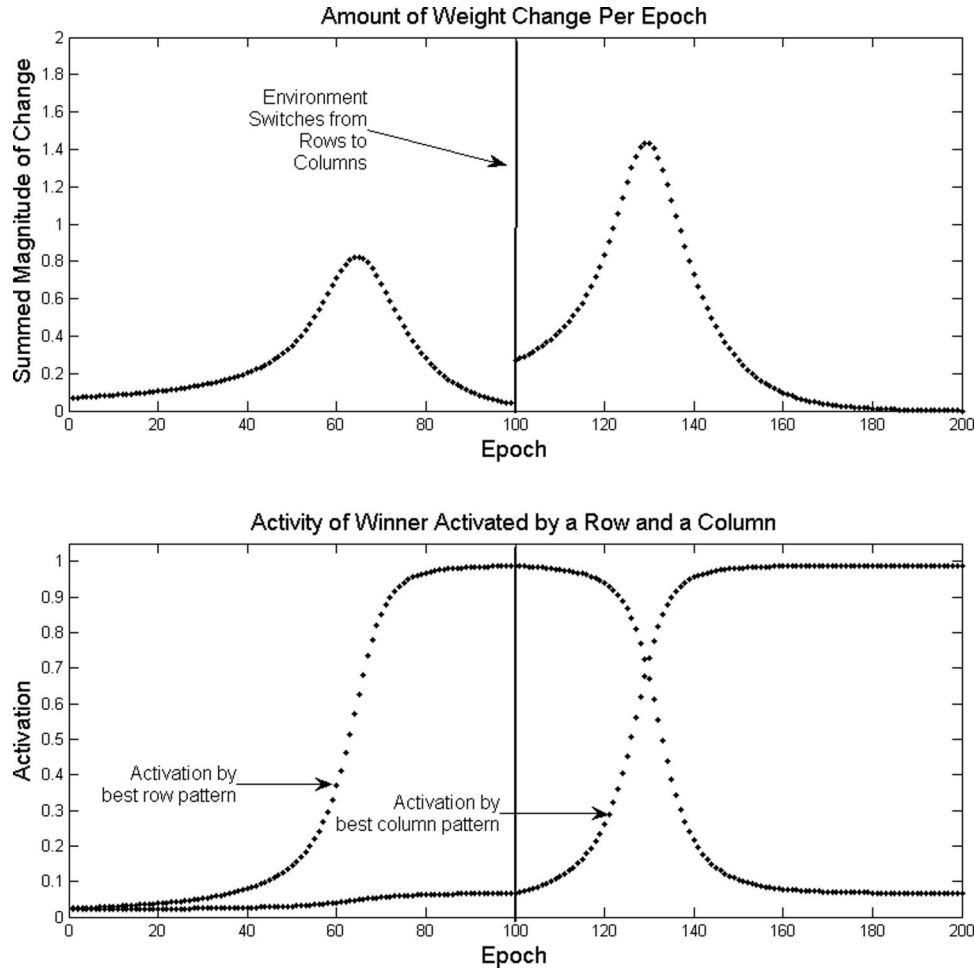 Amount of Weight Change Per Epoch
2
1.8
1.6
1.4
1.2
1
0.8
0.6
0.4
0.2
0
Summed Magnitude of Change
Environment
Switches from
Rows to
Columns
0 20 40 60 80 100 120 140 160 180 200
Epoch
Activity of Winner Activated by a Row and a Column
1
0.9
0.8
0.7
0.6
0.5
0.4
0.3
0.2
0.1
0
Activation
Activation by
best row pattern
Activation by
best column pattern
0 20 40 60 80 100 120 140 160 180 200
Epoch